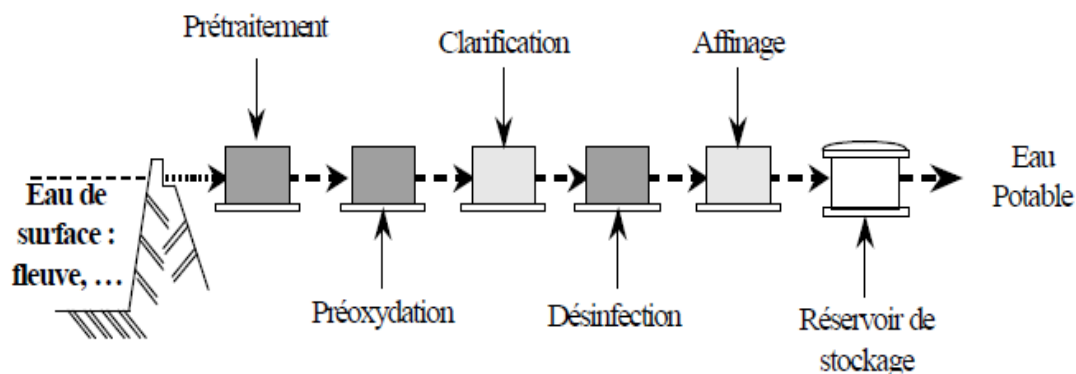 Prétraitement
Clarification
Affinage
Eau de
surface :
fleuve, …
Eau
Potable
Préoxydation
Désinfection
Réservoir de
stockage